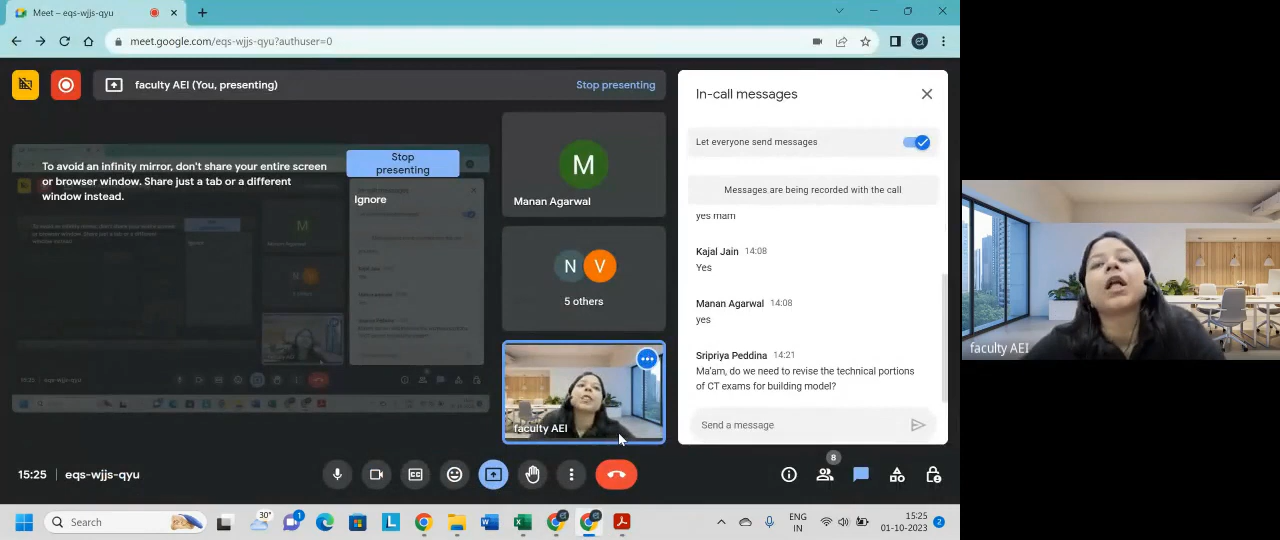 Meet – eqs-wjjs-qyu
meet.google.com/eqs-wjjs-qyu?authuser=0
faculty AEI (You, presenting)
Stop presenting
To avoid an infinity mirror, don't share your entire screen
or browser window. Share just a tab or a different
window instead.
Stop
presenting
Ignore
M
Manan Agarwal
N
V
5 others
faculty AEI
In-call messages
Let everyone send messages
Messages are being recorded with the call
yes mam
Kajal Jain 14:08
Yes
Manan Agarwal 14:08
yes
Sripriya Peddina 14:21
Ma'am, do we need to revise the technical portions
of CT exams for building model?
Send a message
faculty AEI
15:25
eqs-wjjs-qyu
8
Search
30°
1
ENG
IN
15:25
01-10-2023
2